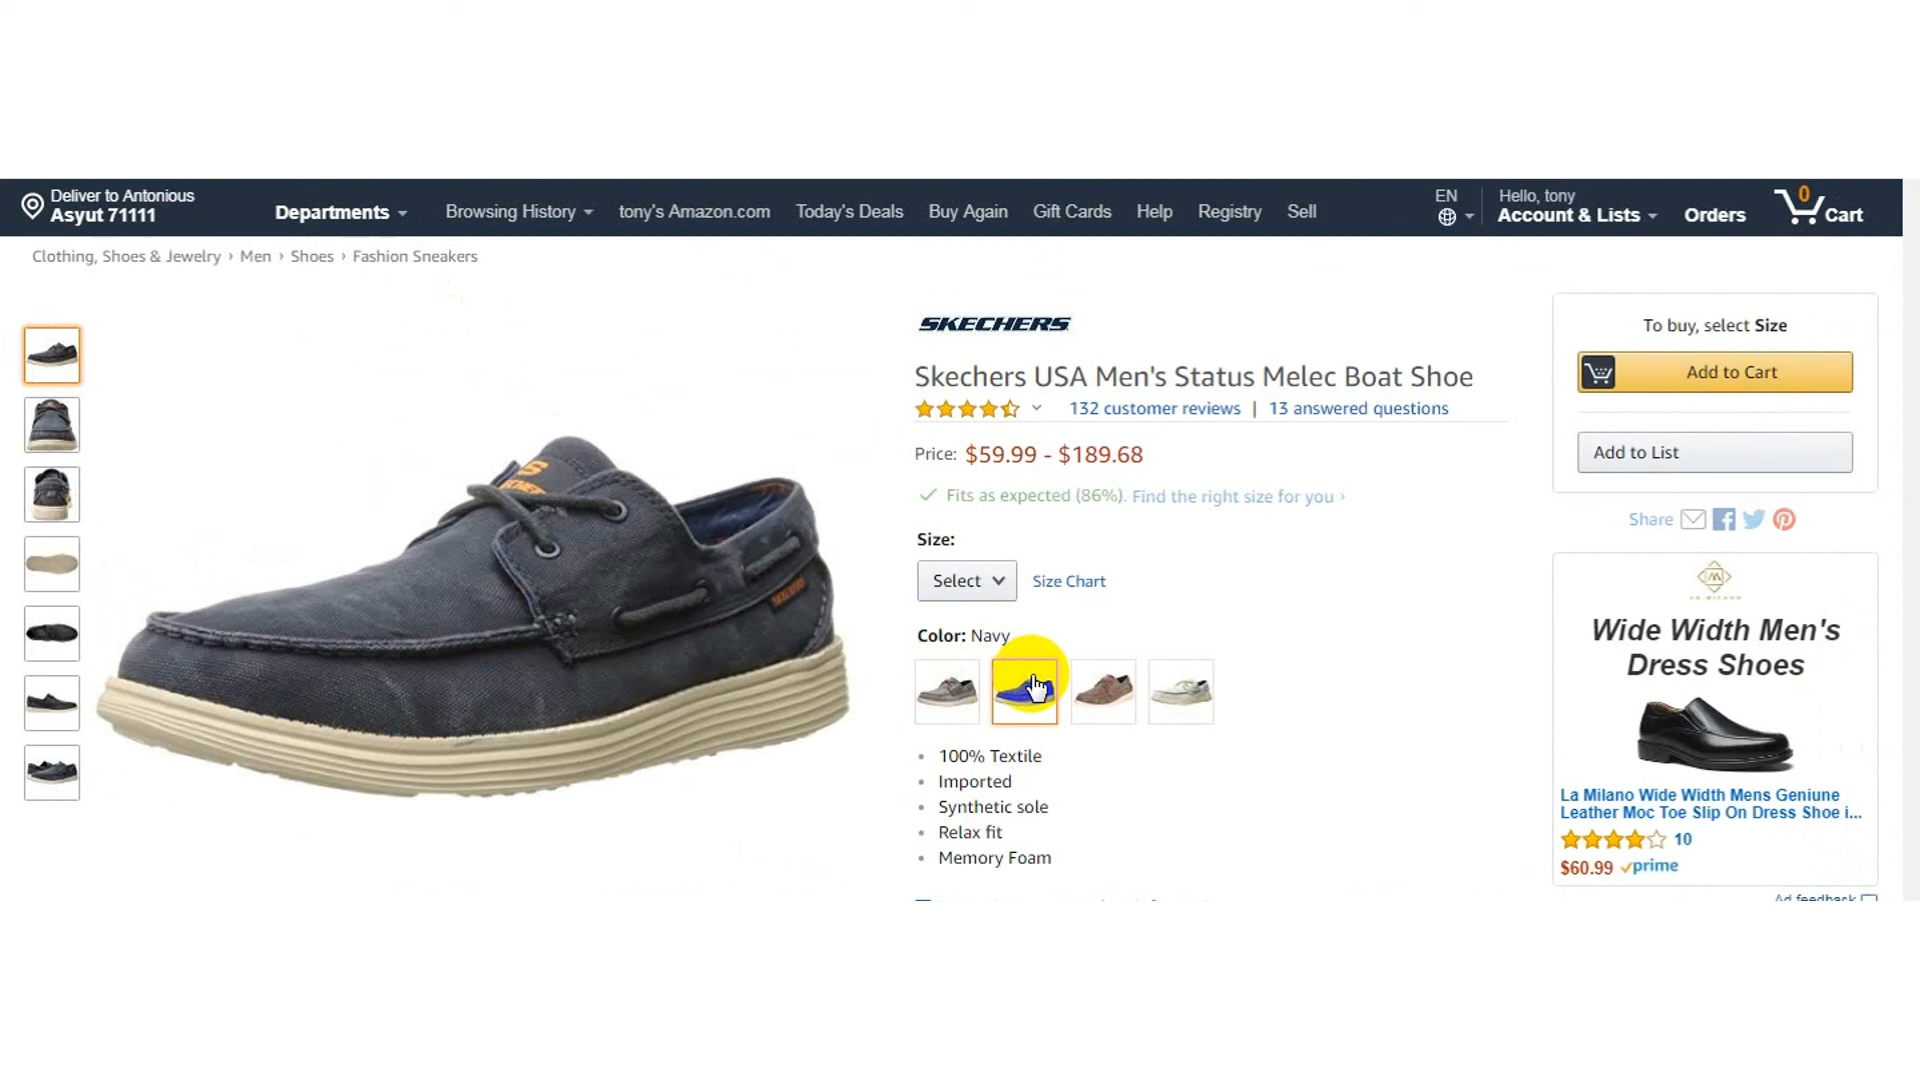 Deliver to Antonious
Asyut 71111
Departments
Browsing History
tony's Amazon.com
Today's Deals
Buy Again
Gift Cards
Help
Registry
Sell
EN
Hello, tony
Account & Lists
Orders
0
Cart
Clothing, Shoes & Jewelry › Men › Shoes › Fashion Sneakers
SKECHERS
Skechers USA Men's Status Melec Boat Shoe
132 customer reviews | 13 answered questions
Price: $59.99 - $189.68
Fits as expected (86%). Find the right size for you ›
Size:
Select
Size Chart
Color: Navy
• 100% Textile
• Imported
• Synthetic sole
• Relax fit
• Memory Foam
To buy, select Size
Add to Cart
Add to List
Share
LA MILANO
Wide Width Men's
Dress Shoes
La Milano Wide Width Mens Geniune
Leather Moc Toe Slip On Dress Shoe i...
10
$60.99 prime
Ad feedback